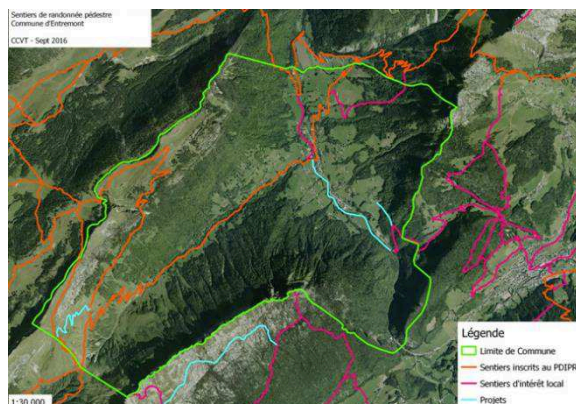 Sentiers de randonnée pédestre
Commune d'Entremont
CCVT - Sept 2016
Légende
Limite de Commune
Sentiers inscrits au PDIPR
Sentiers d'intérêt local
Projets
1:30 000